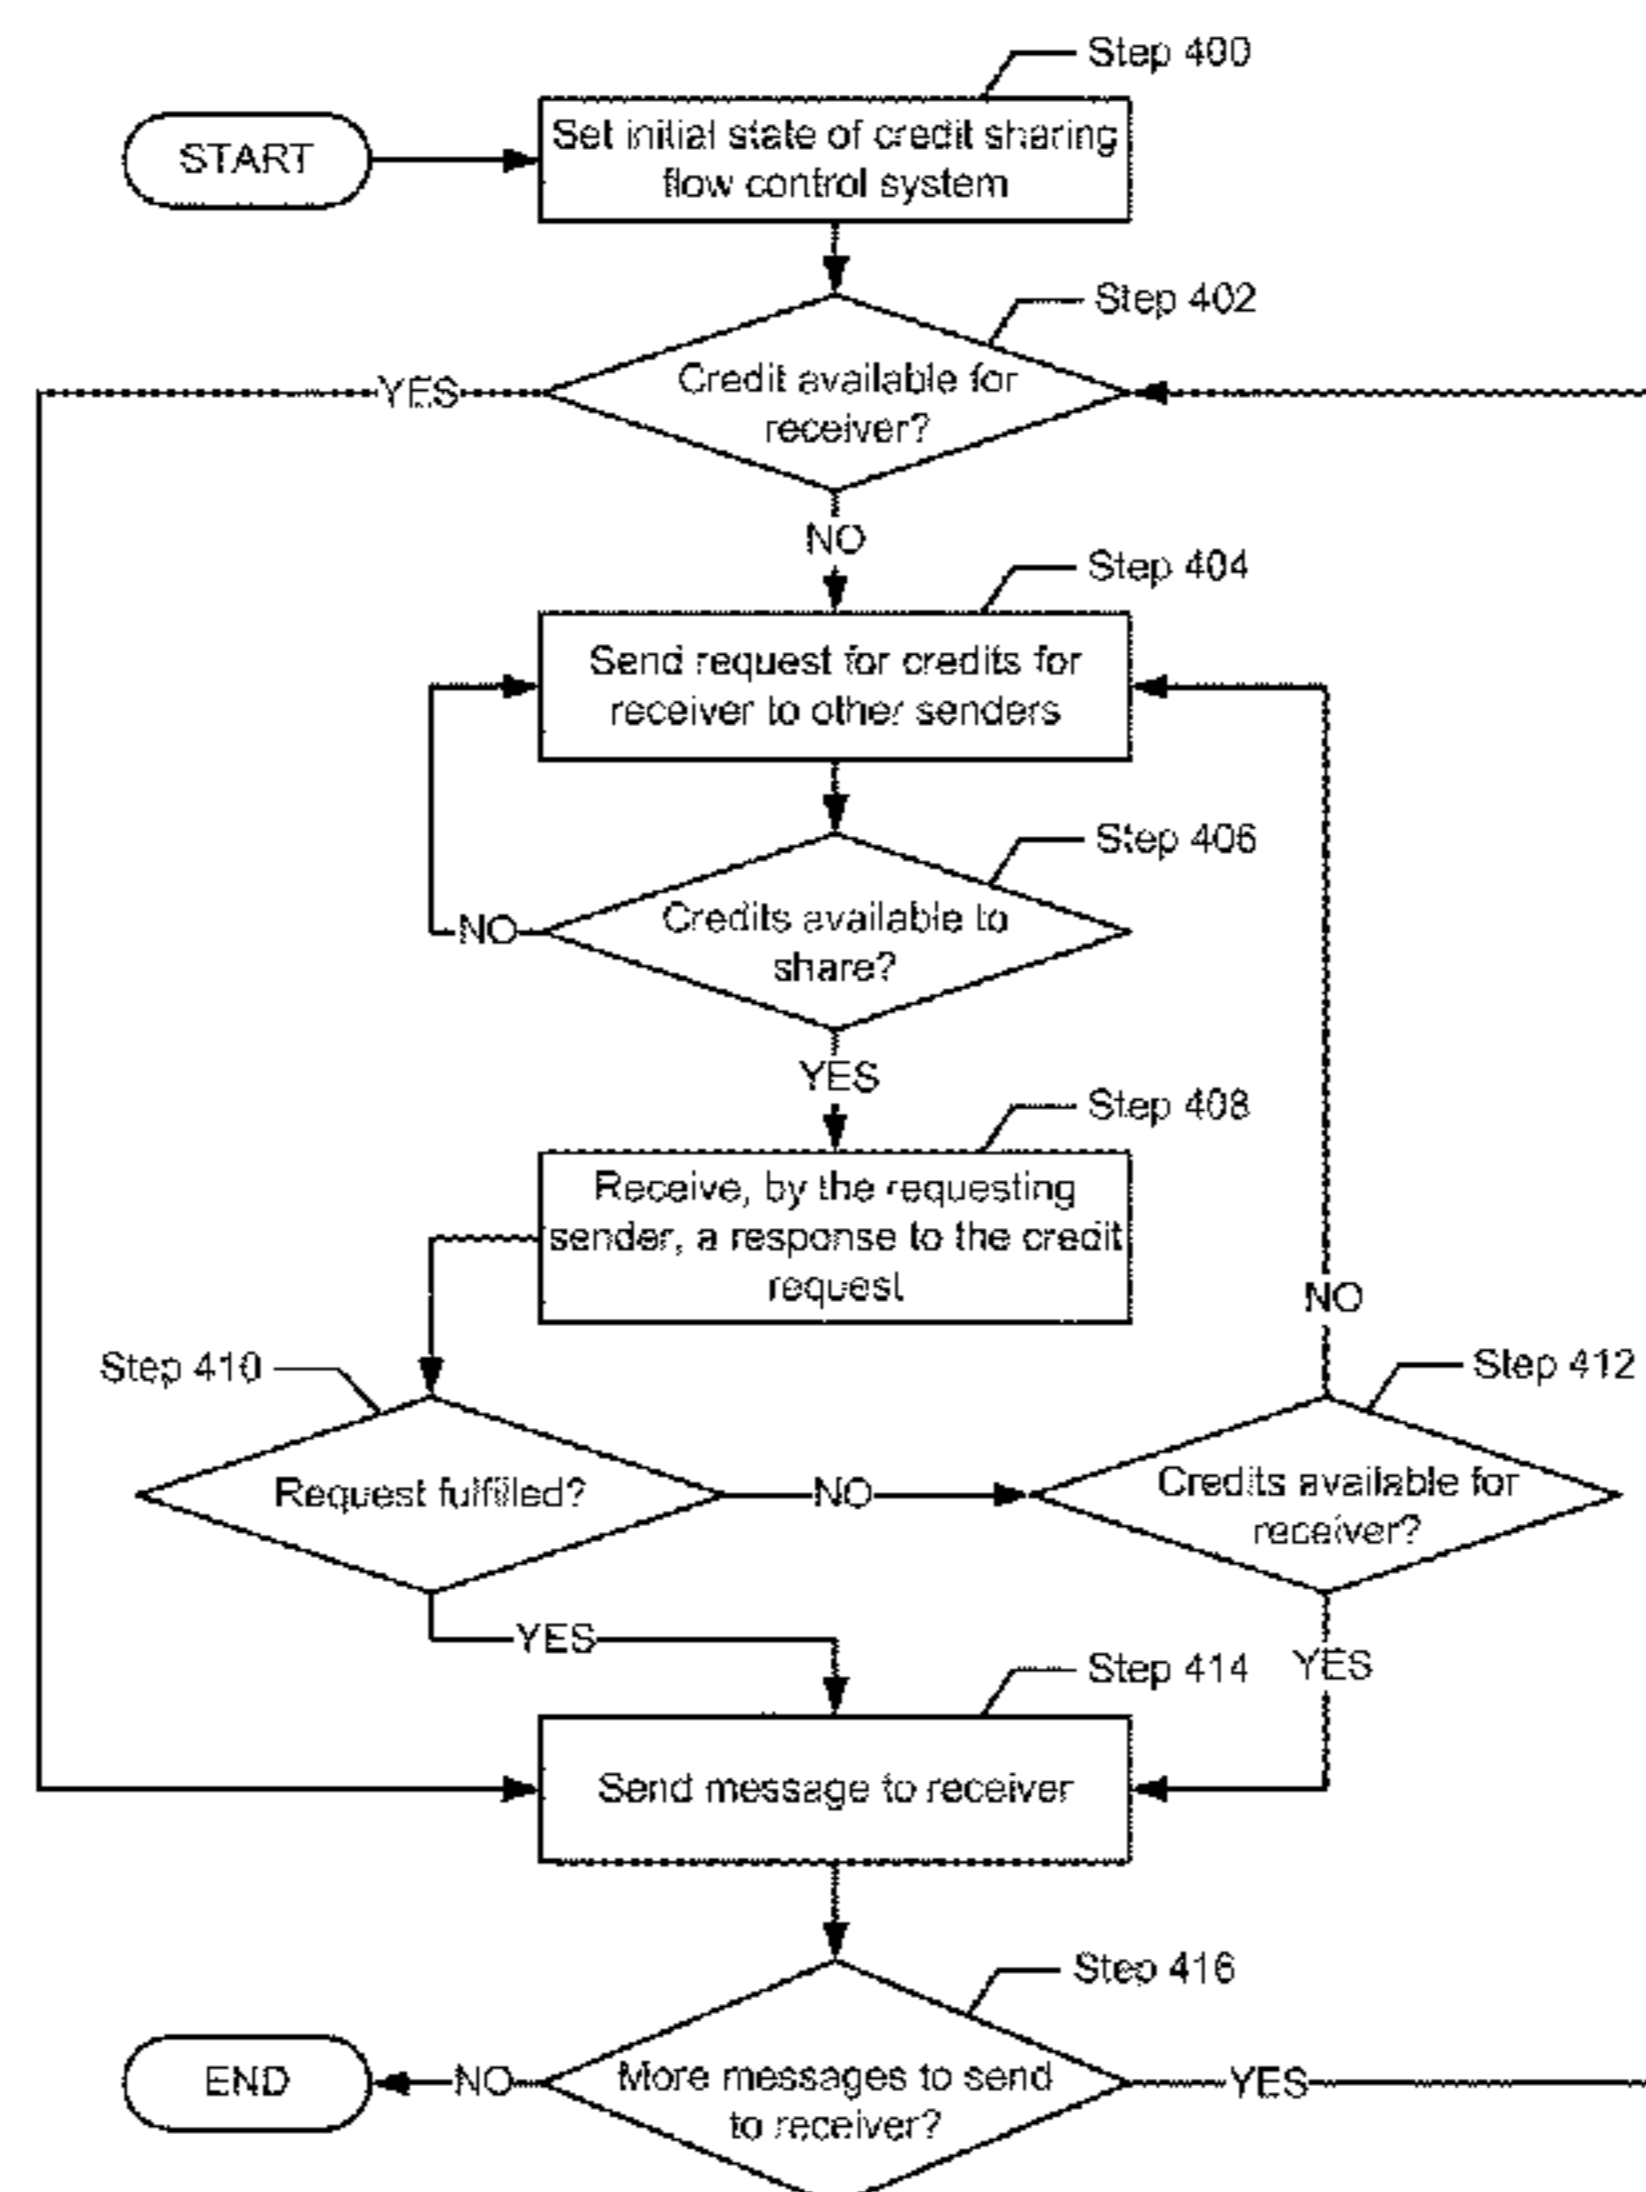 Step 400
START
Set initial state of credit sharing
flow control system
Step 402
Credit available for
receiver?
YES
NO
Step 404
Send request for credits for
receiver to other senders
Step 406
Credits available to
share?
NO
YES
Step 408
Receive, by the requesting
sender, a response to the credit
request
NO
Step 410
Step 412
Request fulfilled?
NO
Credits available for
receiver?
YES
YES
Step 414
Send message to receiver
Step 416
END
NO
More messages to send
to receiver?
YES